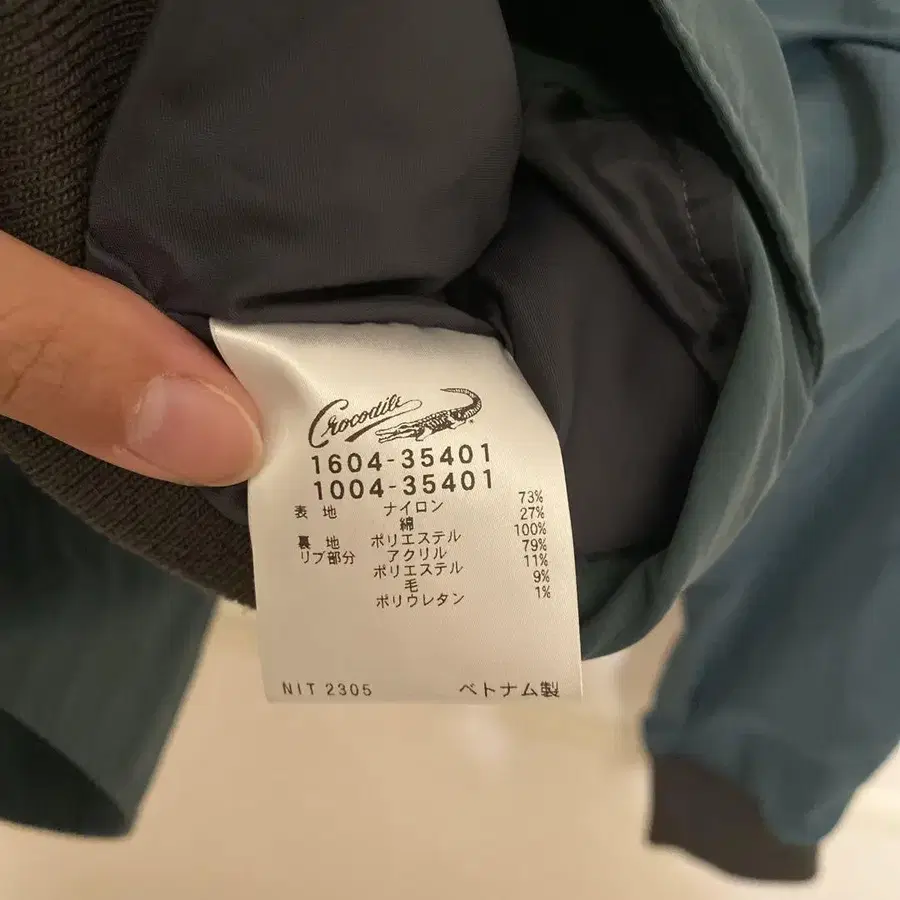 Crocodile
1604-35401
1004-35401
表 地 ナイロン 73%
綿 27%
裏 地 ポリエステル 100%
リブ部分 アクリル 79%
ポリエステル 11%
毛 9%
ポリウレタン 1%
NIT 2305 ベトナム製